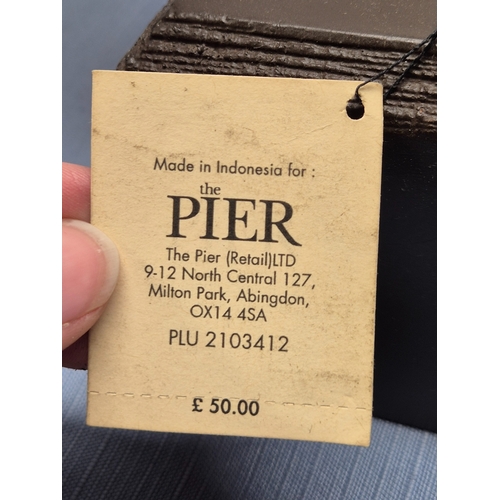 Made in Indonesia for :
the
PIER
The Pier (Retail)LTD
9-12 North Central 127,
Milton Park, Abingdon,
OX14 4SA
PLU 2103412
£ 50.00